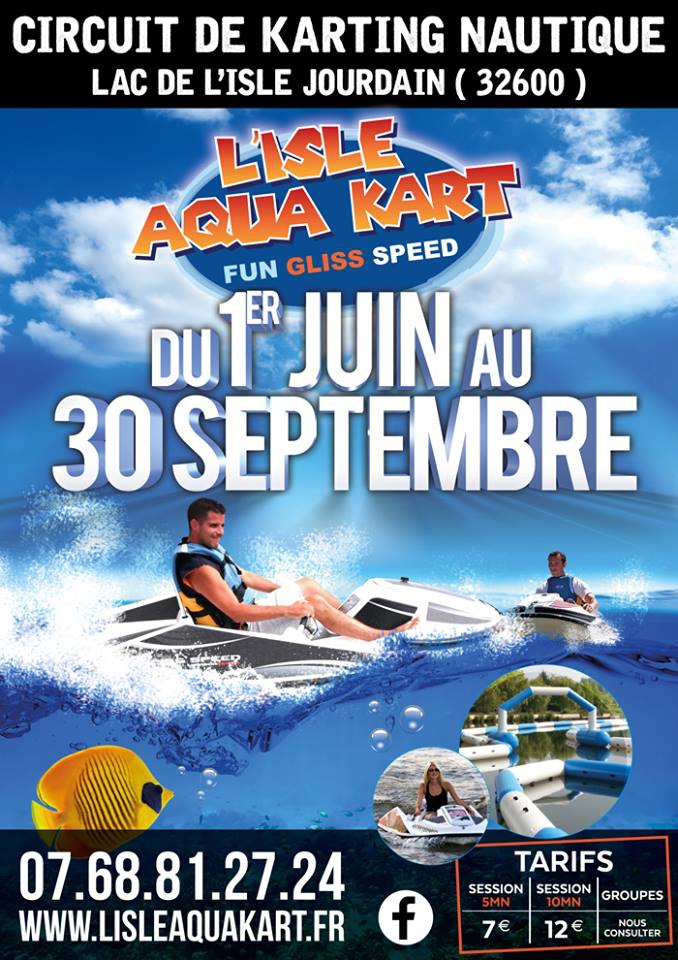 CIRCUIT DE KARTING NAUTIQUE
LAC DE L'ISLE JOURDAIN ( 32600 )
L'ISLE
AQUA KART
FUN GLISS SPEED
DU 1ER JUIN AU
30 SEPTEMBRE
SPEED
07.68.81.27.24
WWW.LISLEAQUAKART.FR
f
TARIFS
SESSION 5MN
SESSION 10MN
GROUPES
7€
12€
NOUS CONSULTER